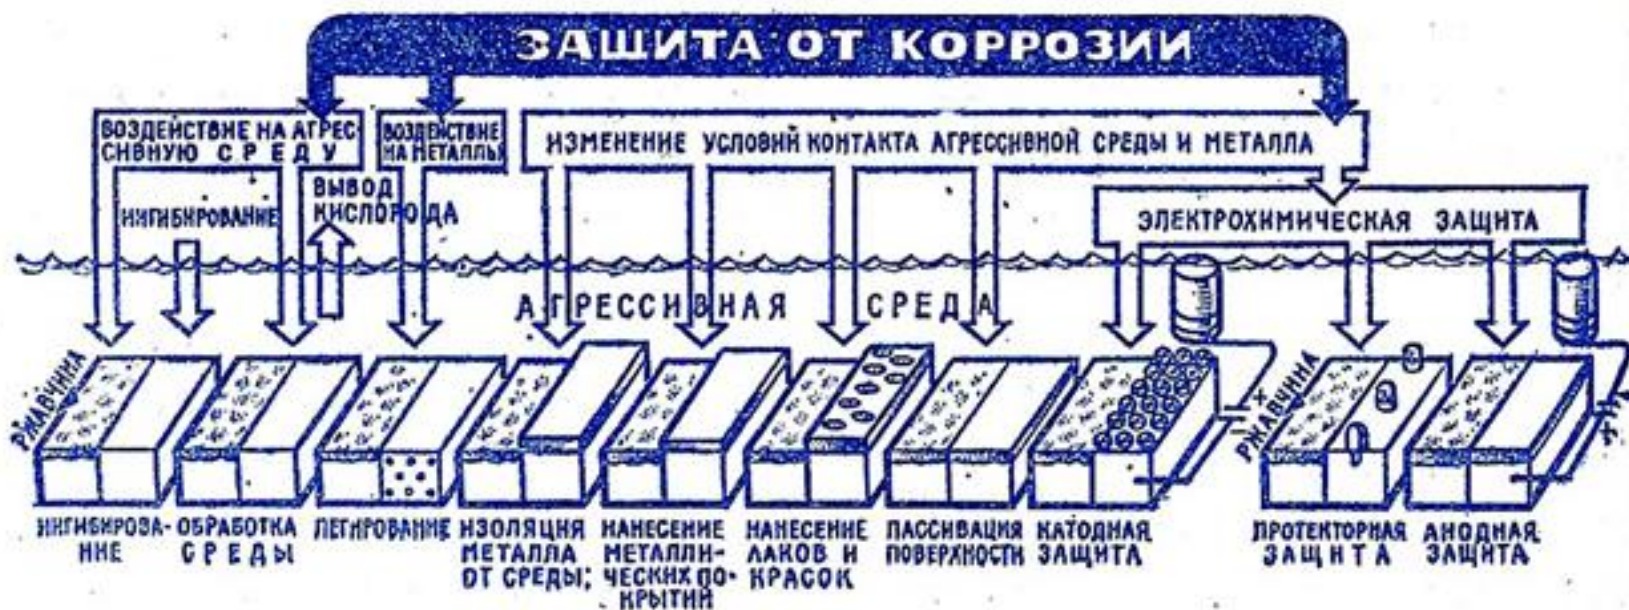 ЗАЩИТА ОТ КОРРОЗИИ
ВОЗДЕЙСТВИЕ НА АГРЕС-
СИВНУЮ СРЕДУ
ВОЗДЕЙСТВИЕ
НА МЕТАЛЛЫ
ИЗМЕНЕНИЕ УСЛОВИЙ КОНТАКТА АГРЕССИВНОЙ СРЕДЫ И МЕТАЛЛА
ИНГИБИРОВАНИЕ
ВЫВОД
КИСЛОРОДА
ЭЛЕКТРОХИМИЧЕСКАЯ ЗАЩИТА
АГРЕССИВНАЯ СРЕДА
РЖАВЧИНА
РЖАВЧИНА
ИНГИБИРОВА-
НИЕ
ОБРАБОТКА
СРЕДЫ
ЛЕГИРОВАНИЕ
ИЗОЛЯЦИЯ
МЕТАЛЛА
ОТ СРЕДЫ;
НАНЕСЕНИЕ
МЕТАЛЛИ-
ЧЕСКИХ ПО-
КРЫТИЙ
НАНЕСЕНИЕ
ЛАКОВ И
КРАСОК
ПАССИВАЦИЯ
ПОВЕРХНОСТИ
КАТОДНАЯ
ЗАЩИТА
ПРОТЕКТОРНАЯ
ЗАЩИТА
АНОДНАЯ
ЗАЩИТА